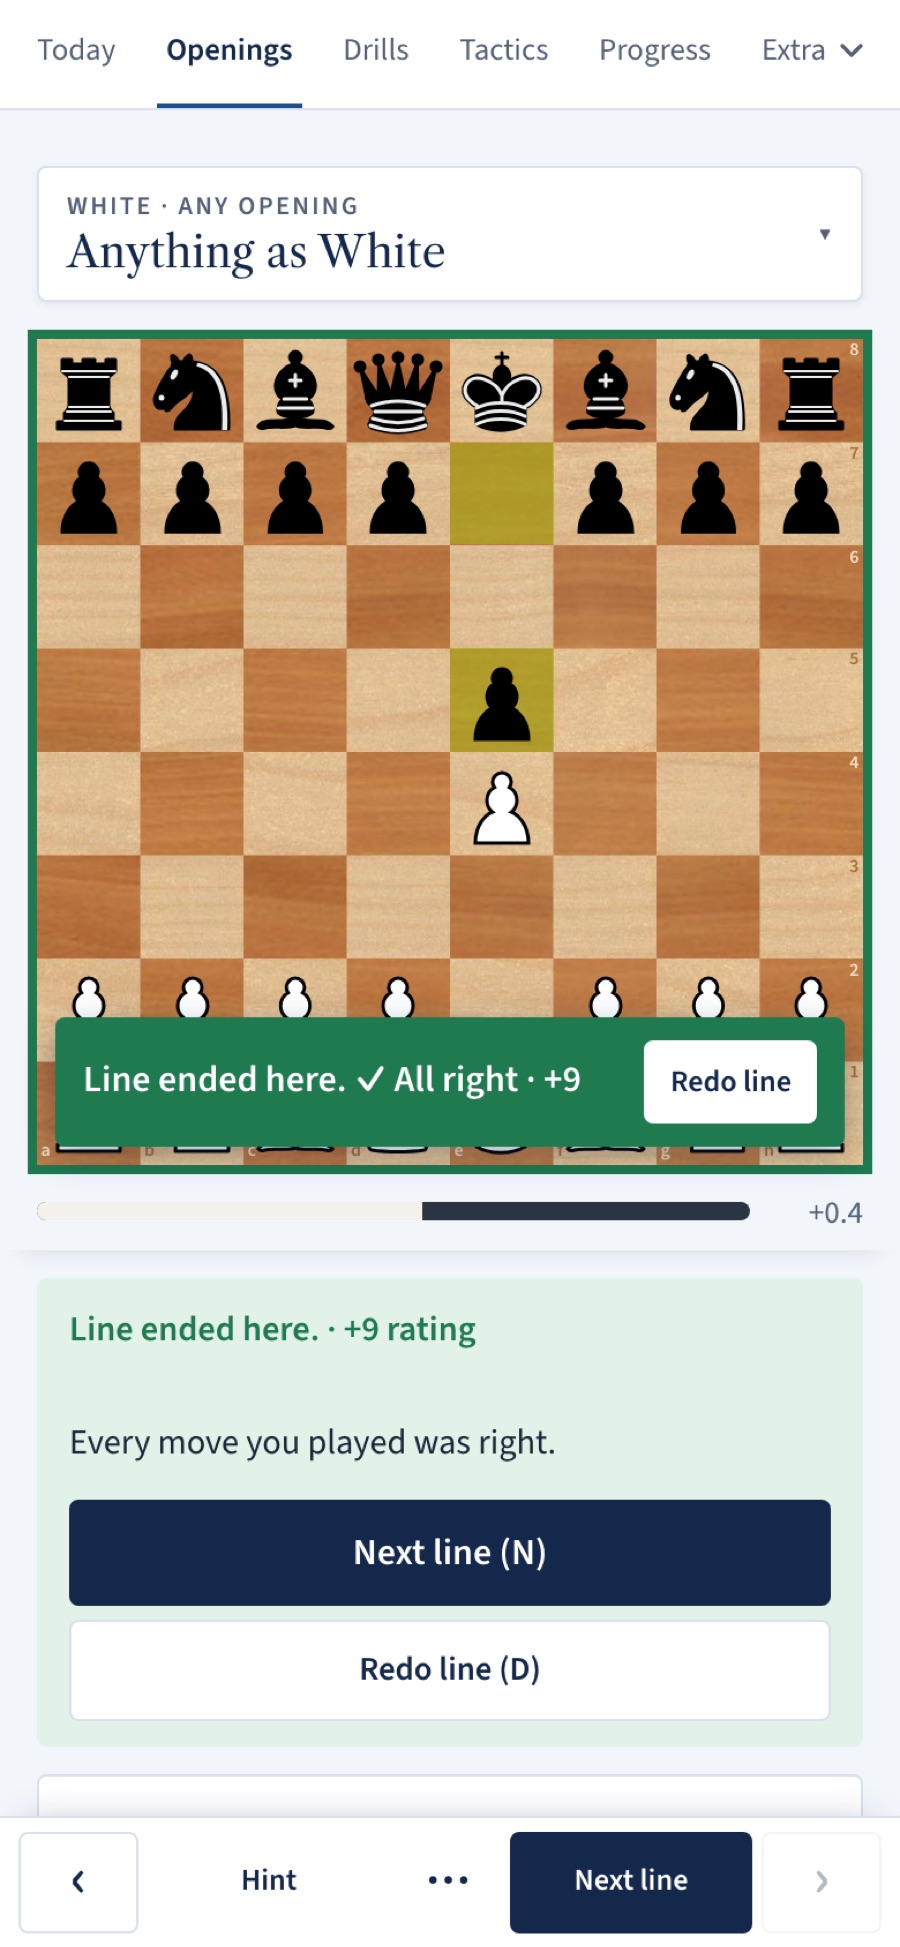 Today Openings Drills Tactics Progress Extra
WHITE · ANY OPENING
Anything as White
8
7
6
5
4
3
2
1
Line ended here. ✓ All right · +9
Redo line
a b c d e f g h
+0.4
Line ended here. · +9 rating
Every move you played was right.
Next line (N)
Redo line (D)
Hint ••• Next line